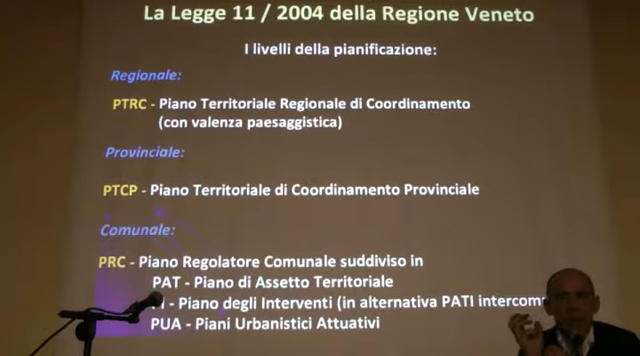 La Legge 11 / 2004 della Regione Veneto
I livelli della pianificazione:
Regionale:
PTRC - Piano Territoriale Regionale di Coordinamento
(con valenza paesaggistica)
Provinciale:
PTCP - Piano Territoriale di Coordinamento Provinciale
Comunale:
PRC - Piano Regolatore Comunale suddiviso in
PAT - Piano di Assetto Territoriale
- Piano degli Interventi (in alternativa PATI
PUA - Piani Urbanistici Attuativi